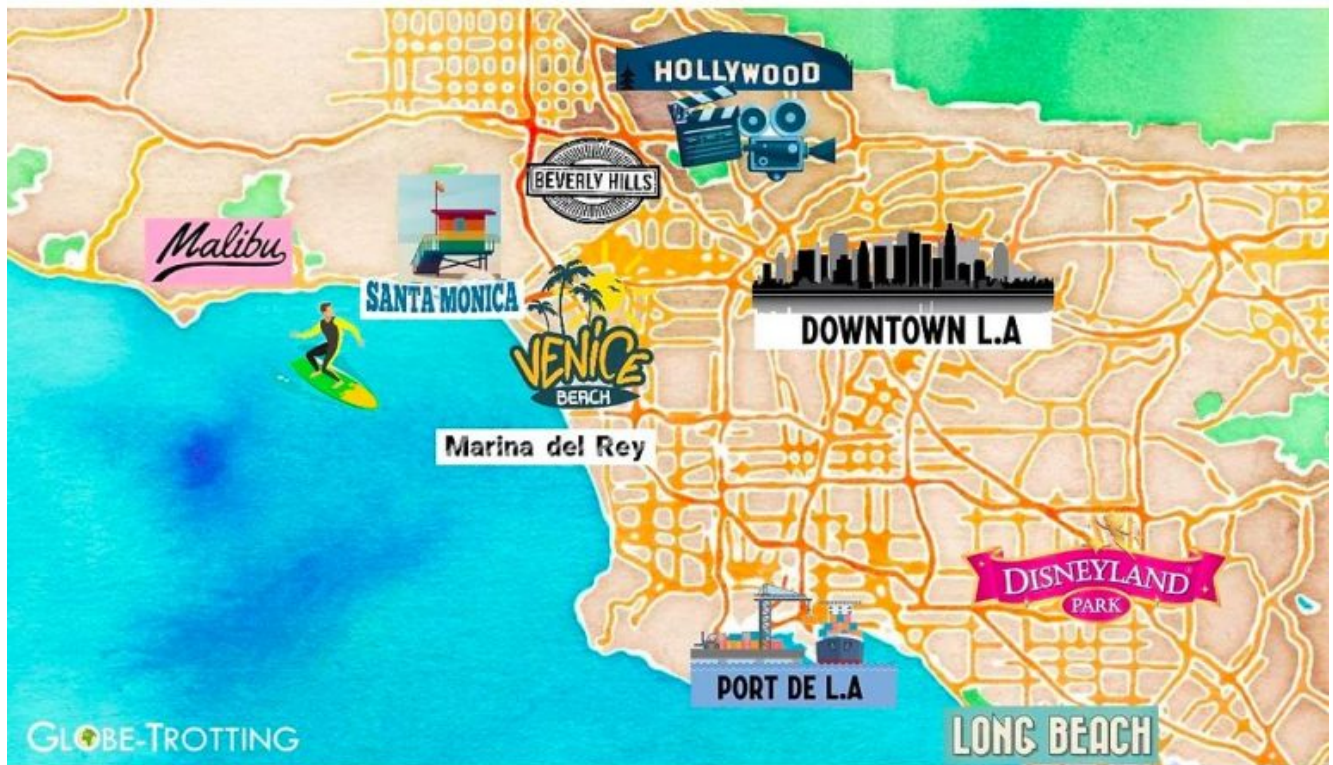 HOLLYWOOD
BEVERLY HILLS
Malibu
SANTA MONICA
DOWNTOWN L.A
VENICE
BEACH
Marina del Rey
DISNEYLAND
PARK
PORT DE L.A
LONG BEACH
GLOBE-TROTTING